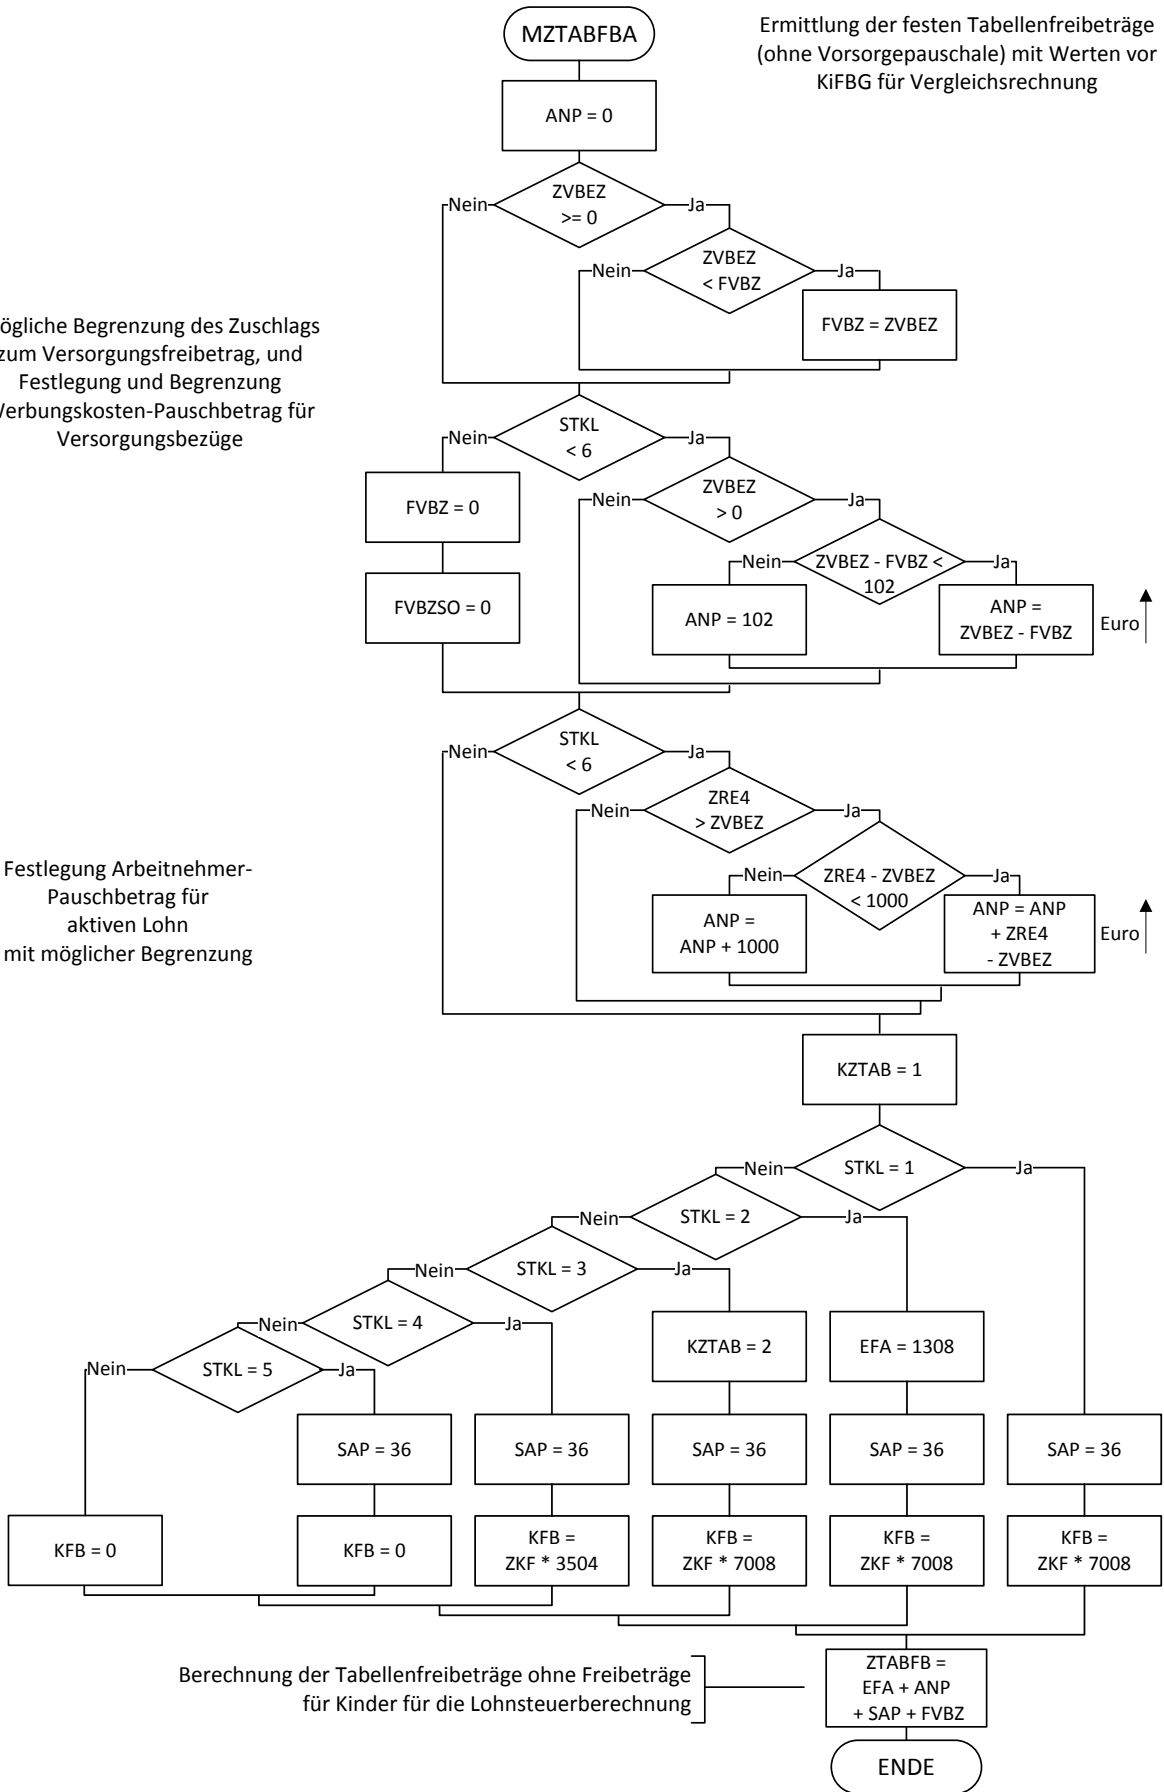 MZTABFBA
Ermittlung der festen Tabellenfreibeträge
(ohne Vorsorgepauschale) mit Werten vor
KiFBG für Vergleichsrechnung
ANP = 0
ZVBEZ
>= 0
Nein
Ja
ZVBEZ
< FVBZ
Nein
Ja
FVBZ = ZVBEZ
ögliche Begrenzung des Zuschlags
zum Versorgungsfreibetrag, und
Festlegung und Begrenzung
Werbungskosten-Pauschbetrag für
Versorgungsbezüge
STKL
< 6
Nein
Ja
FVBZ = 0
FVBZSO = 0
ZVBEZ
> 0
Nein
Ja
ZVBEZ - FVBZ <
102
Nein
Ja
ANP = 102
ANP =
ZVBEZ - FVBZ
Euro
STKL
< 6
Nein
Ja
ZRE4
> ZVBEZ
Nein
Ja
ZRE4 - ZVBEZ
< 1000
Nein
Ja
ANP =
ANP + 1000
ANP = ANP
+ ZRE4
- ZVBEZ
Euro
Festlegung Arbeitnehmer-
Pauschbetrag für
aktiven Lohn
mit möglicher Begrenzung
KZTAB = 1
STKL = 1
Nein
Ja
STKL = 2
Nein
Ja
STKL = 3
Nein
Ja
STKL = 4
Nein
Ja
STKL = 5
Nein
Ja
KZTAB = 2
EFA = 1308
SAP = 36
SAP = 36
SAP = 36
SAP = 36
SAP = 36
KFB = 0
KFB = 0
KFB =
ZKF * 3504
KFB =
ZKF * 7008
KFB =
ZKF * 7008
KFB =
ZKF * 7008
Berechnung der Tabellenfreibeträge ohne Freibeträge
für Kinder für die Lohnsteuerberechnung
ZTABFB =
EFA + ANP
+ SAP + FVBZ
ENDE